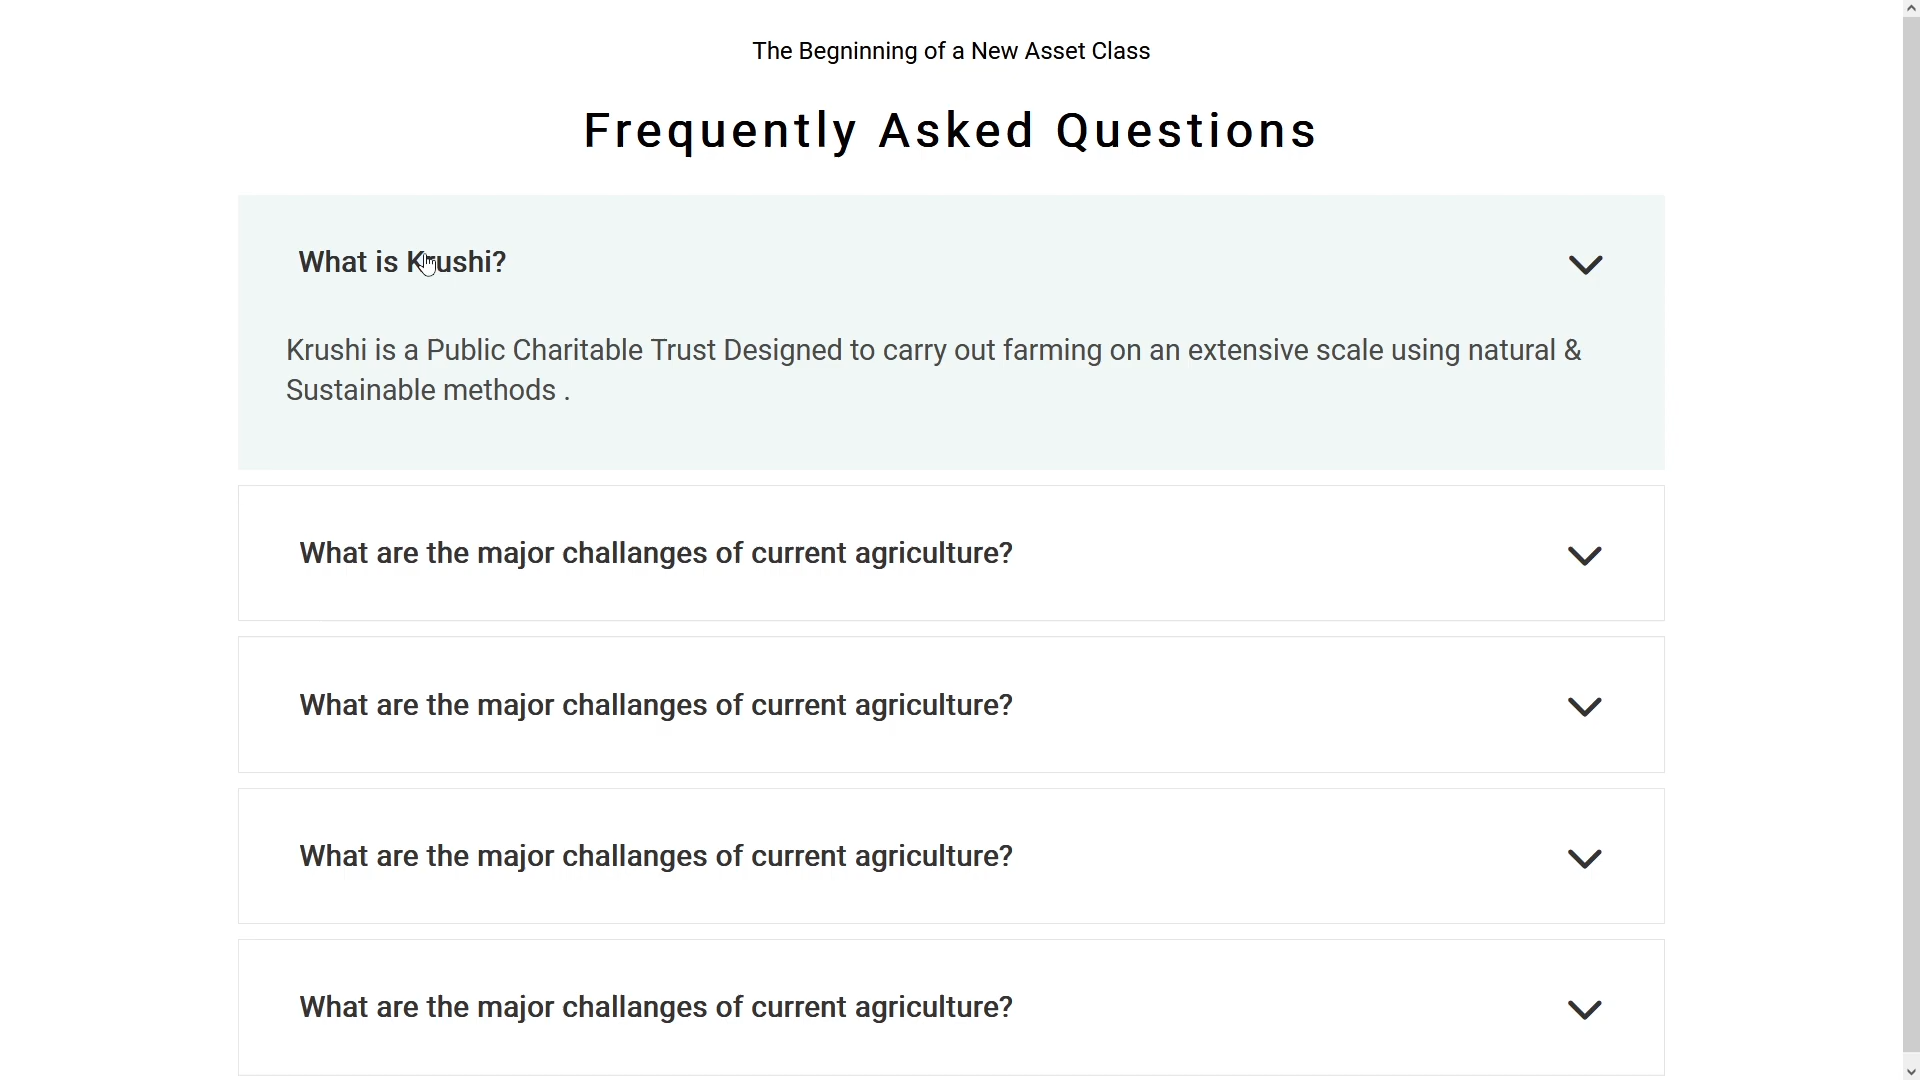 The Begninning of a New Asset Class
Frequently Asked Questions
What is Krushi?
Krushi is a Public Charitable Trust Designed to carry out farming on an extensive scale using natural &
Sustainable methods .
What are the major challanges of current agriculture?
What are the major challanges of current agriculture?
What are the major challanges of current agriculture?
What are the major challanges of current agriculture?